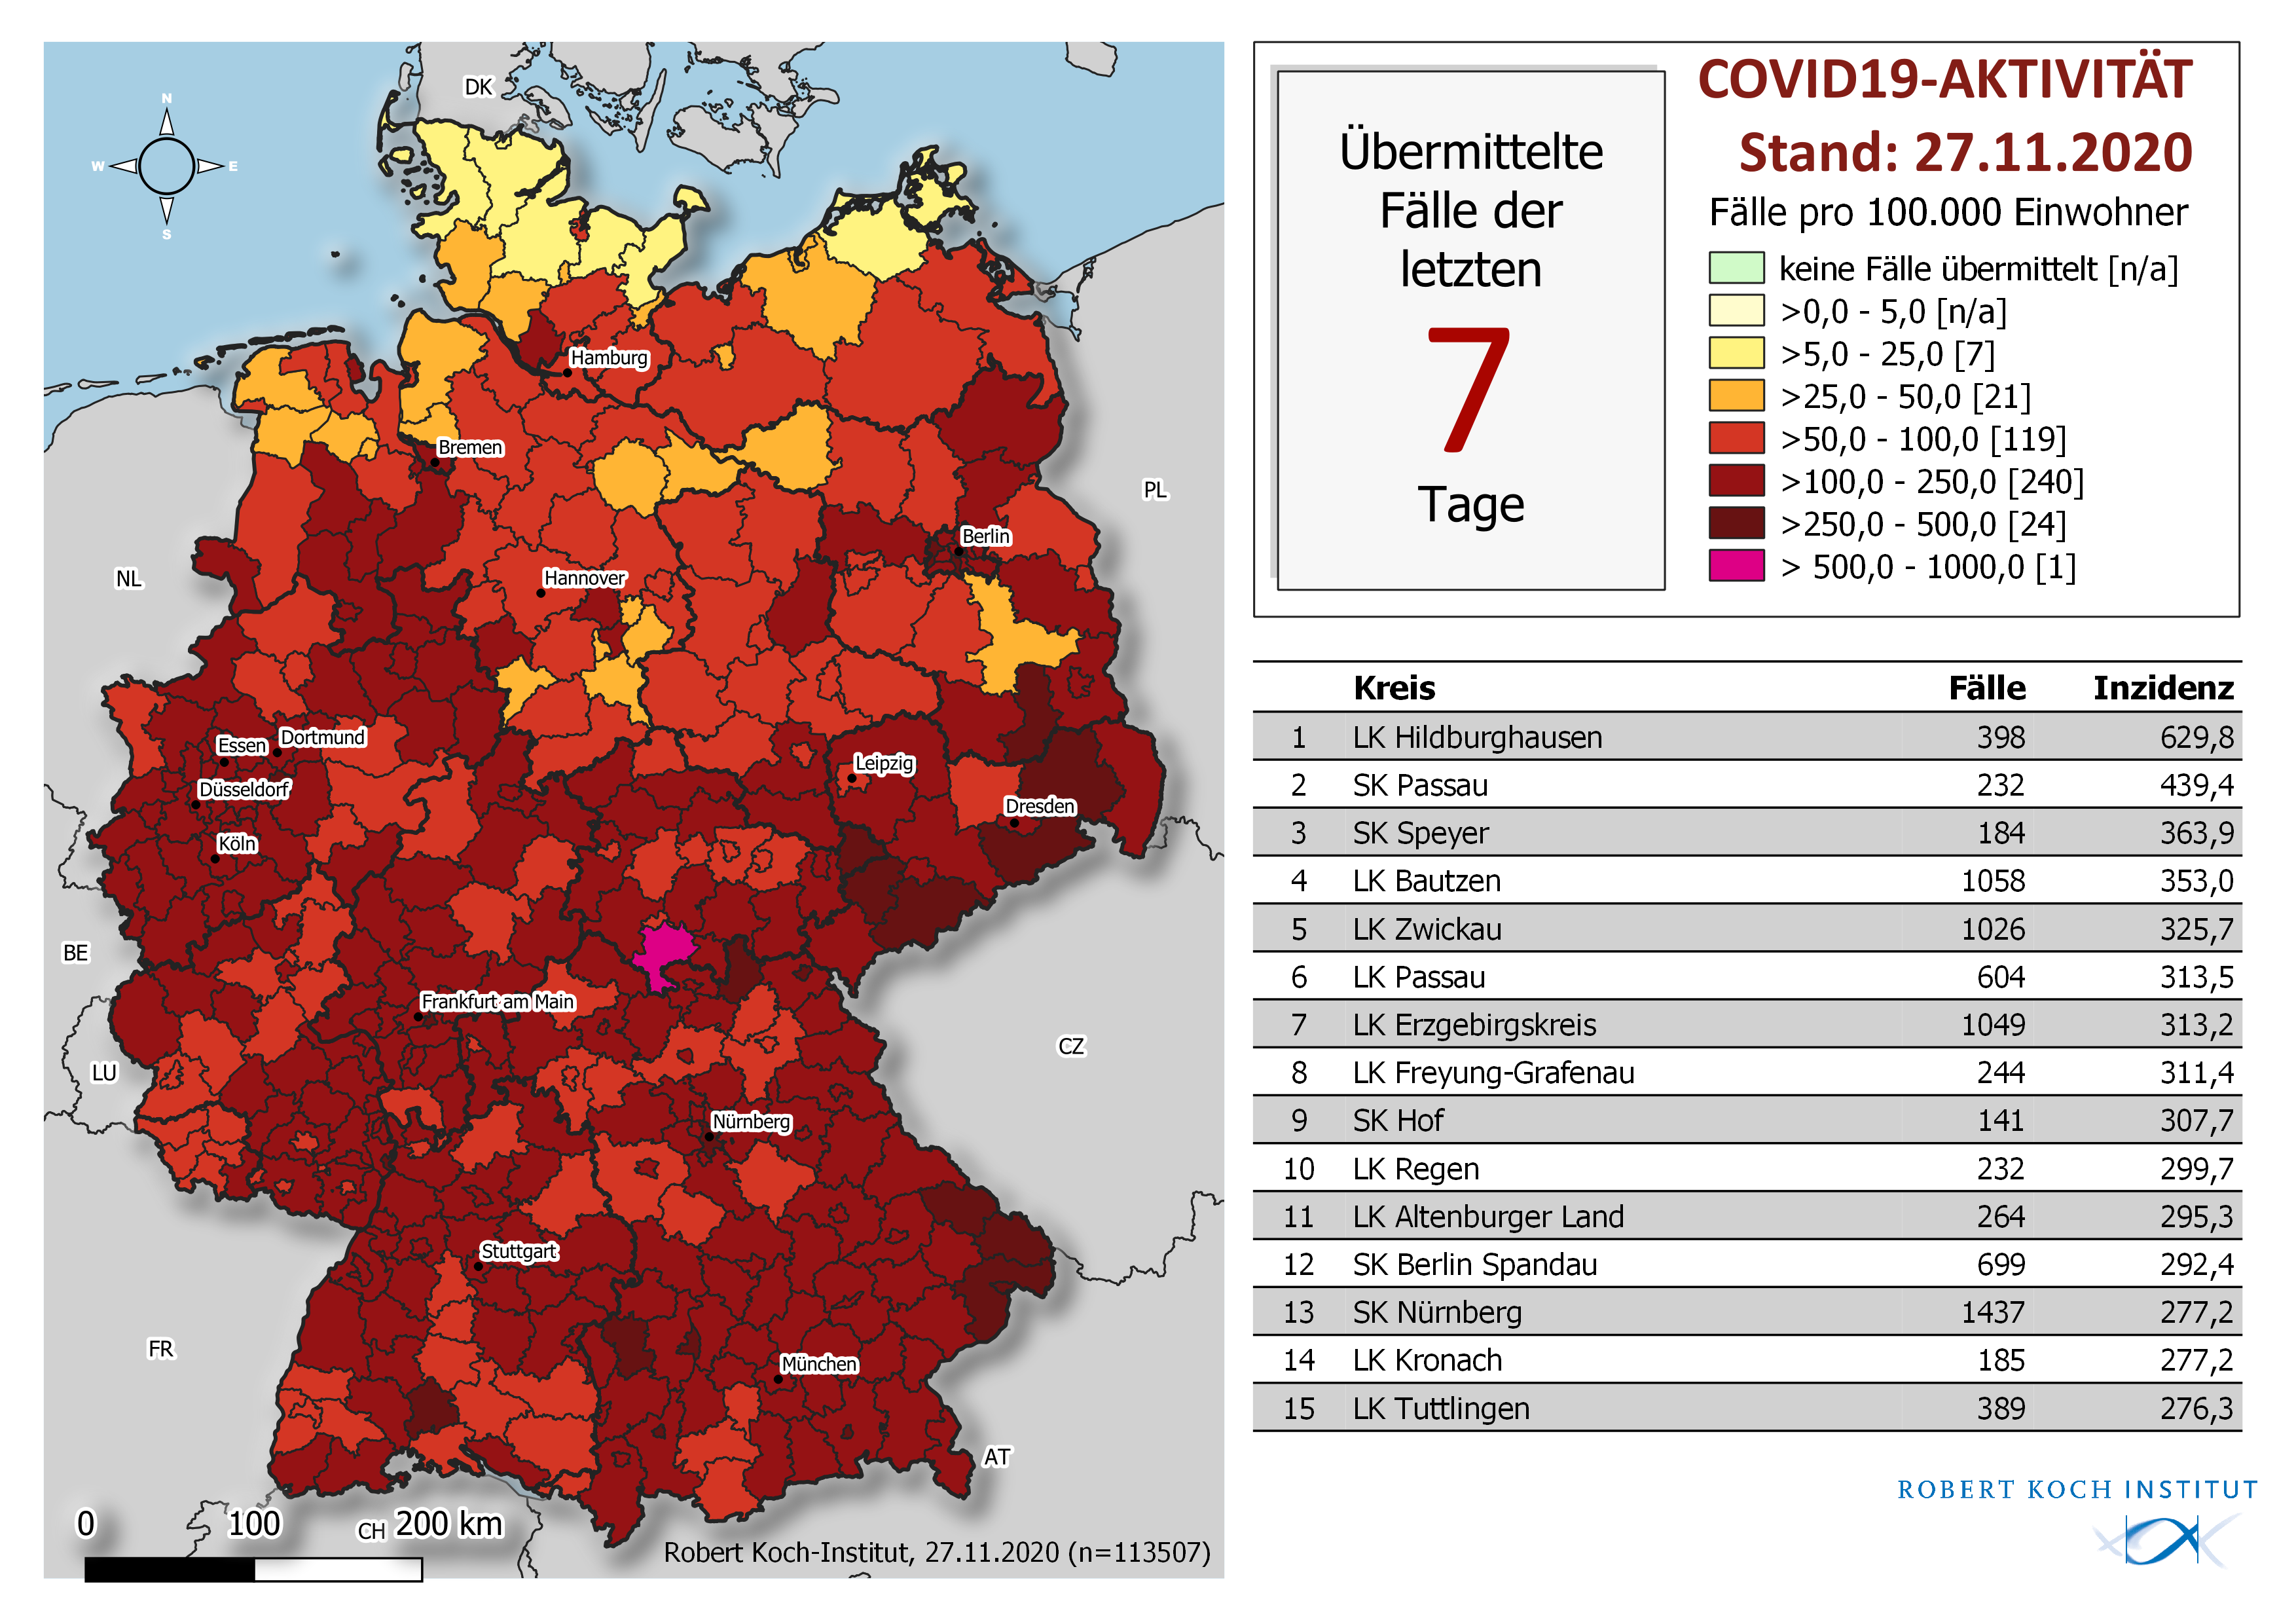 N
W
E
S
DK
PL
NL
BE
LU
FR
CH
AT
CZ
Hamburg
Bremen
Berlin
Hannover
Essen
Dortmund
Düsseldorf
Köln
Leipzig
Dresden
Frankfurt am Main
Nürnberg
Stuttgart
München
0 100 200 km
Robert Koch-Institut, 27.11.2020 (n=113507)
Übermittelte
Fälle der
letzten
7
Tage
COVID19-AKTIVITÄT
Stand: 27.11.2020
Fälle pro 100.000 Einwohner
keine Fälle übermittelt [n/a]
>0,0 - 5,0 [n/a]
>5,0 - 25,0 [7]
>25,0 - 50,0 [21]
>50,0 - 100,0 [119]
>100,0 - 250,0 [240]
>250,0 - 500,0 [24]
> 500,0 - 1000,0 [1]
Kreis Fälle Inzidenz
1 LK Hildburghausen 398 629,8
2 SK Passau 232 439,4
3 SK Speyer 184 363,9
4 LK Bautzen 1058 353,0
5 LK Zwickau 1026 325,7
6 LK Passau 604 313,5
7 LK Erzgebirgskreis 1049 313,2
8 LK Freyung-Grafenau 244 311,4
9 SK Hof 141 307,7
10 LK Regen 232 299,7
11 LK Altenburger Land 264 295,3
12 SK Berlin Spandau 699 292,4
13 SK Nürnberg 1437 277,2
14 LK Kronach 185 277,2
15 LK Tuttlingen 389 276,3
ROBERT KOCH INSTITUT